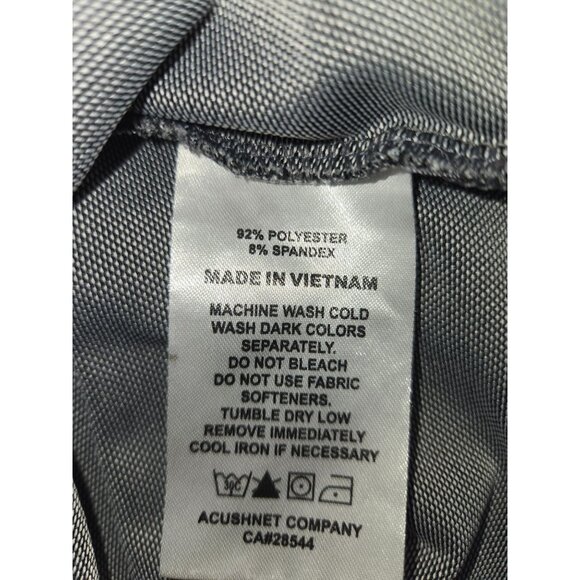 92% POLYESTER
8% SPANDEX
MADE IN VIETNAM
MACHINE WASH COLD
WASH DARK COLORS
SEPARATELY.
DO NOT BLEACH
DO NOT USE FABRIC
SOFTENERS.
TUMBLE DRY LOW
REMOVE IMMEDIATELY
COOL IRON IF NECESSARY
30C
ACUSHNET COMPANY
CA#28544